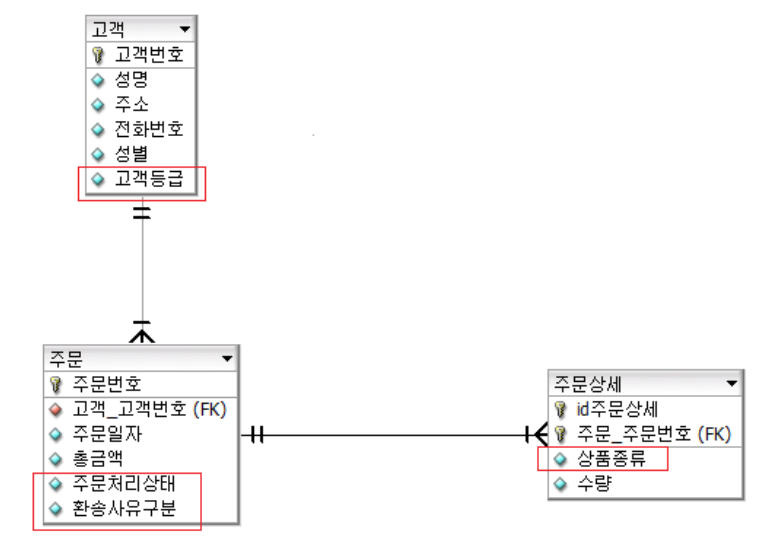 고객
고객번호
성명
주소
전화번호
성별
고객등급
주문
주문번호
고객_고객번호 (FK)
주문일자
총금액
주문처리상태
환송사유구분
주문상세
id주문상세
주문_주문번호 (FK)
상품종류
수량